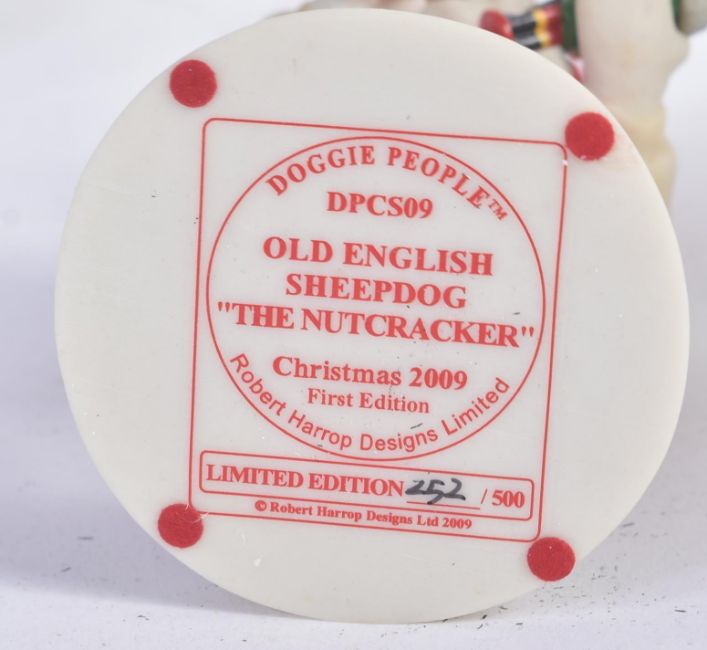 DOGGIE PEOPLE™
DPCS09
OLD ENGLISH
SHEEPDOG
"THE NUTCRACKER"
Christmas 2009
First Edition
Robert Harrop Designs Limited
LIMITED EDITION 252 / 500
© Robert Harrop Designs Ltd 2009